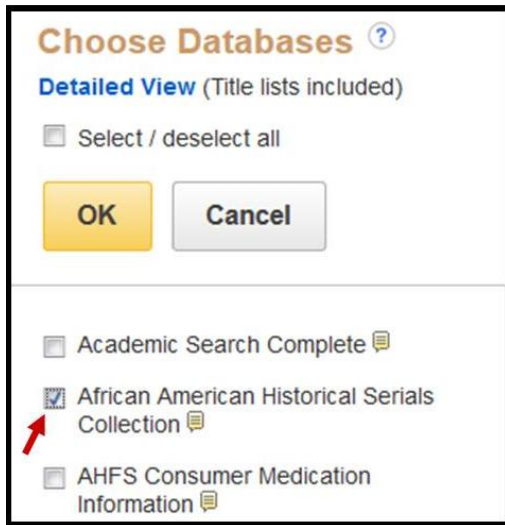 Choose Databases ?
Detailed View (Title lists included)
Select / deselect all
OK Cancel
Academic Search Complete
African American Historical Serials
Collection
AHFS Consumer Medication
Information